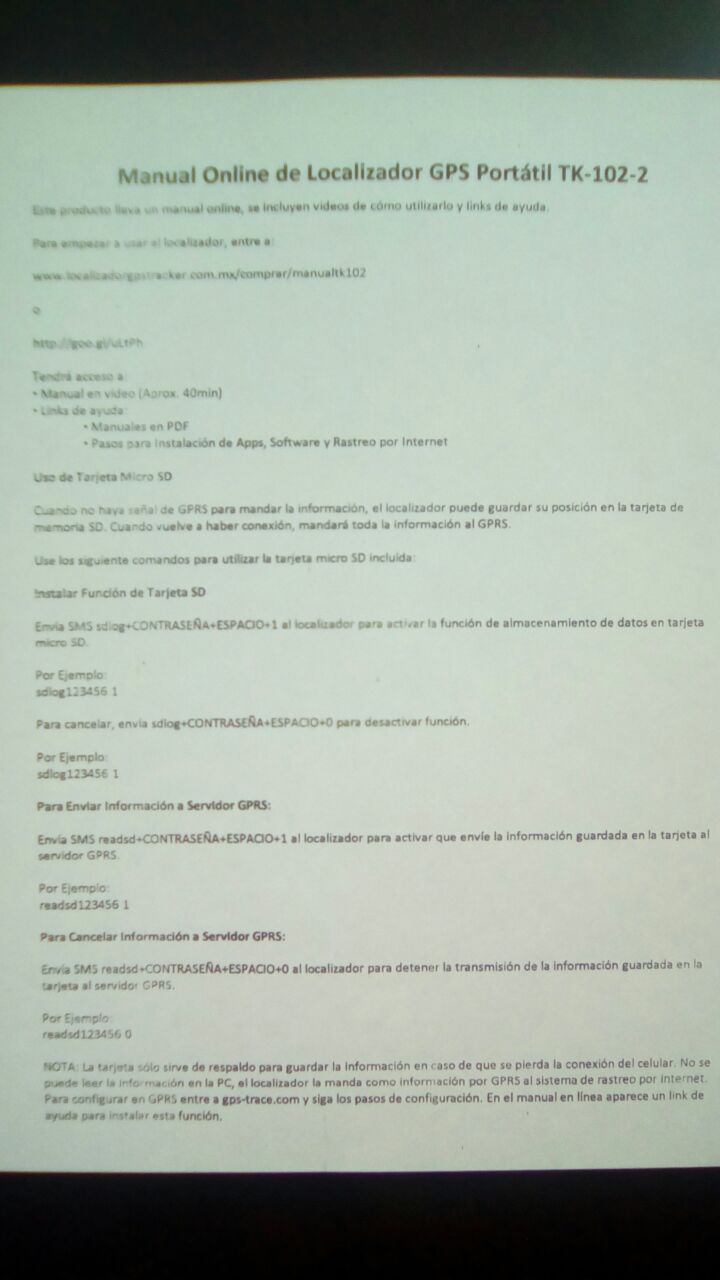 Manual Online de Localizador GPS Portátil TK-102-2
Este producto lleva un manual online, se incluyen videos de cómo utilizarlo y links de ayuda.
Para empezar a usar el localizador, entre a:
www.localizadorgpstracker.com.mx/comprar/manualtk102
o
http://goo.gl/uLtPh
Tendrá acceso a:
• Manual en video (Aprox. 40min)
• Links de ayuda:
• Manuales en PDF
• Pasos para Instalación de Apps, Software y Rastreo por Internet
Uso de Tarjeta Micro SD
Cuando no haya señal de GPRS para mandar la información, el localizador puede guardar su posición en la tarjeta de
memoria SD. Cuando vuelve a haber conexión, mandará toda la información al GPRS.
Use los siguiente comandos para utilizar la tarjeta micro SD incluida:
Instalar Función de Tarjeta SD
Envía SMS sdlog+CONTRASEÑA+ESPACIO+1 al localizador para activar la función de almacenamiento de datos en tarjeta
micro SD.
Por Ejemplo:
sdlog123456 1
Para cancelar, envía sdlog+CONTRASEÑA+ESPACIO+0 para desactivar función.
Por Ejemplo:
sdlog123456 1
Para Enviar Información a Servidor GPRS:
Envía SMS readsd+CONTRASEÑA+ESPACIO+1 al localizador para activar que envíe la información guardada en la tarjeta al
servidor GPRS.
Por Ejemplo:
readsd123456 1
Para Cancelar Información a Servidor GPRS:
Envía SMS readsd+CONTRASEÑA+ESPACIO+0 al localizador para detener la transmisión de la información guardada en la
tarjeta al servidor GPRS.
Por Ejemplo:
readsd123456 0
NOTA: La tarjeta sólo sirve de respaldo para guardar la información en caso de que se pierda la conexión del celular. No se
puede leer la información en la PC, el localizador la manda como información por GPRS al sistema de rastreo por internet.
Para configurar en GPRS entre a gps-trace.com y siga los pasos de configuración. En el manual en línea aparece un link de
ayuda para instalar esta función.